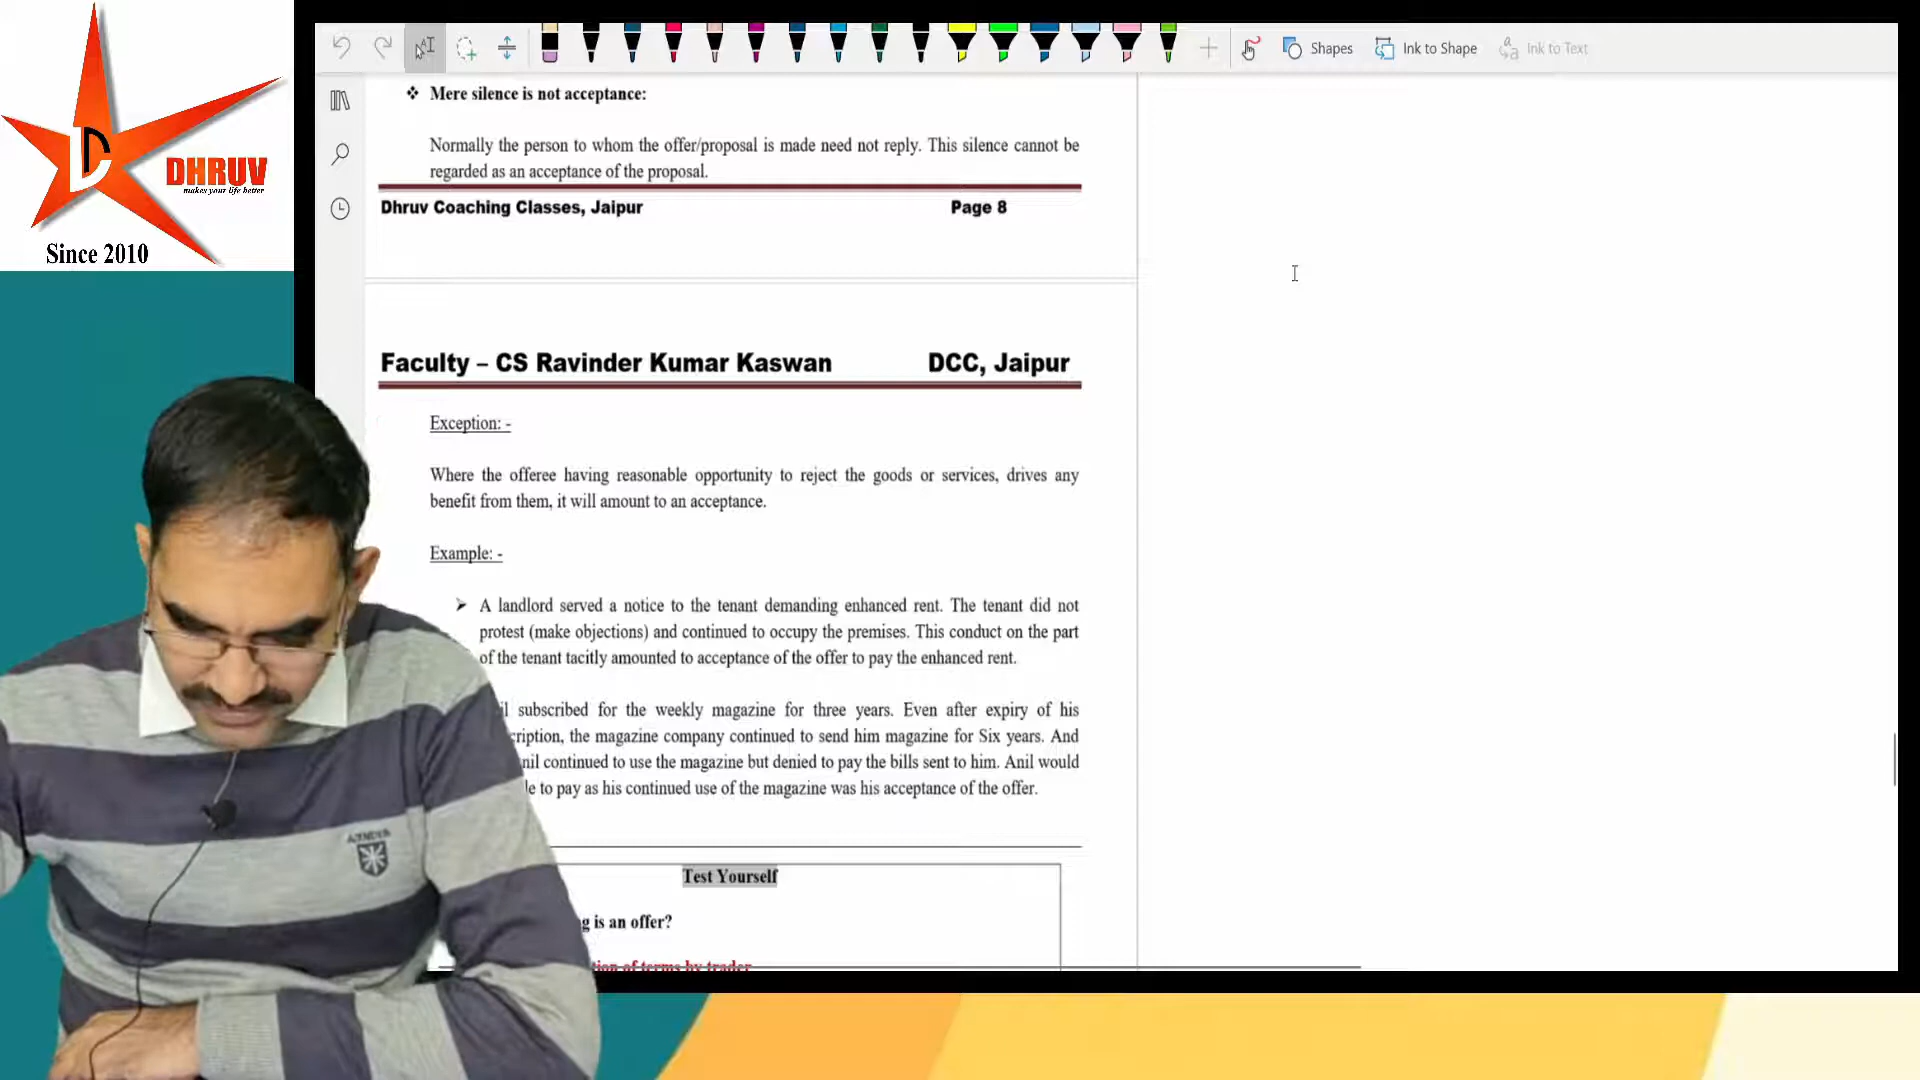 Shapes
Ink to Shape
Ink to Text
DC
DHRUV
makes your life better
Since 2010
❖ Mere silence is not acceptance:
Normally the person to whom the offer/proposal is made need not reply. This silence cannot be
regarded as an acceptance of the proposal.
Dhruv Coaching Classes, Jaipur Page 8
Faculty – CS Ravinder Kumar Kaswan DCC, Jaipur
Exception: -
Where the offeree having reasonable opportunity to reject the goods or services, drives any
benefit from them, it will amount to an acceptance.
Example: -
➤ A landlord served a notice to the tenant demanding enhanced rent. The tenant did not
protest (make objections) and continued to occupy the premises. This conduct on the part
of the tenant tacitly amounted to acceptance of the offer to pay the enhanced rent.
subscribed for the weekly magazine for three years. Even after expiry of his
cription, the magazine company continued to send him magazine for Six years. And
nil continued to use the magazine but denied to pay the bills sent to him. Anil would
le to pay as his continued use of the magazine was his acceptance of the offer.
Test Yourself
g is an offer?
tion of terms by trader